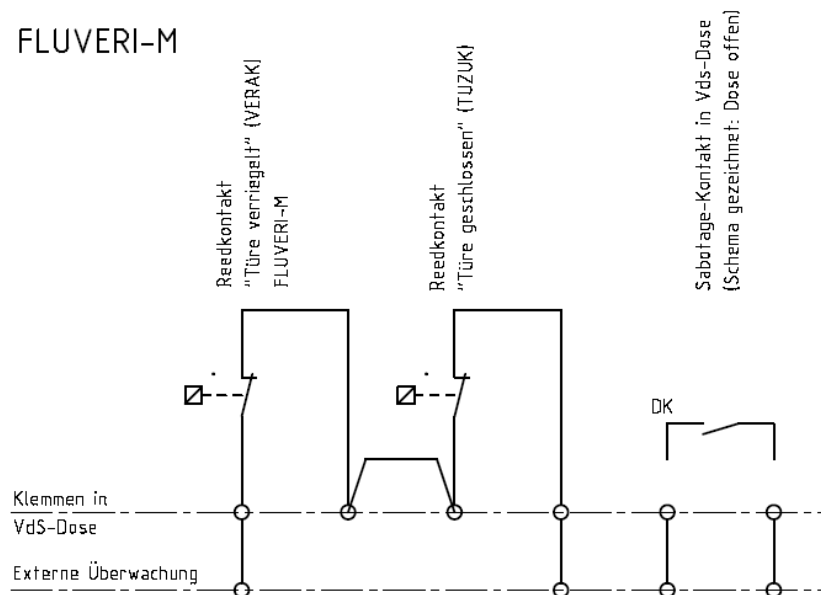 FLUVERI-M
Reedkontakt
"Türe verriegelt" (VERAK)
FLUVERI-M
Reedkontakt
"Türe geschlossen" (TUZUK)
Sabotage-Kontakt in Vds-Dose
(Schema gezeichnet: Dose offen)
DK
Klemmen in
VdS-Dose
Externe Überwachung